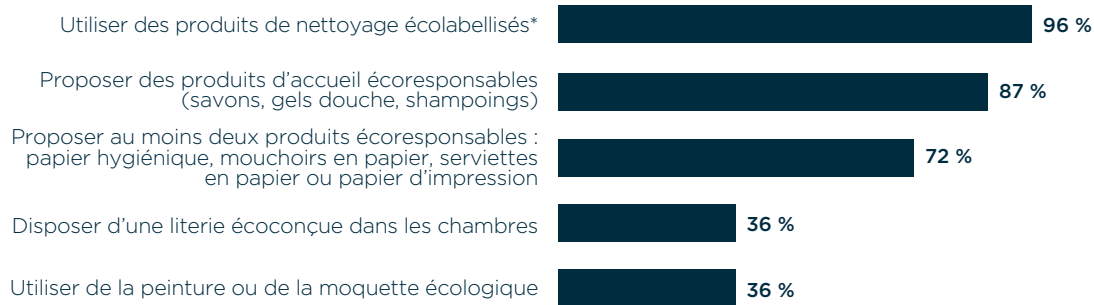 Utiliser des produits de nettoyage écolabellisés*
96 %
Proposer des produits d’accueil écoresponsables
(savons, gels douche, shampoings)
87 %
Proposer au moins deux produits écoresponsables :
papier hygiénique, mouchoirs en papier, serviettes
en papier ou papier d’impression
72 %
Disposer d’une literie écoconçue dans les chambres
36 %
Utiliser de la peinture ou de la moquette écologique
36 %